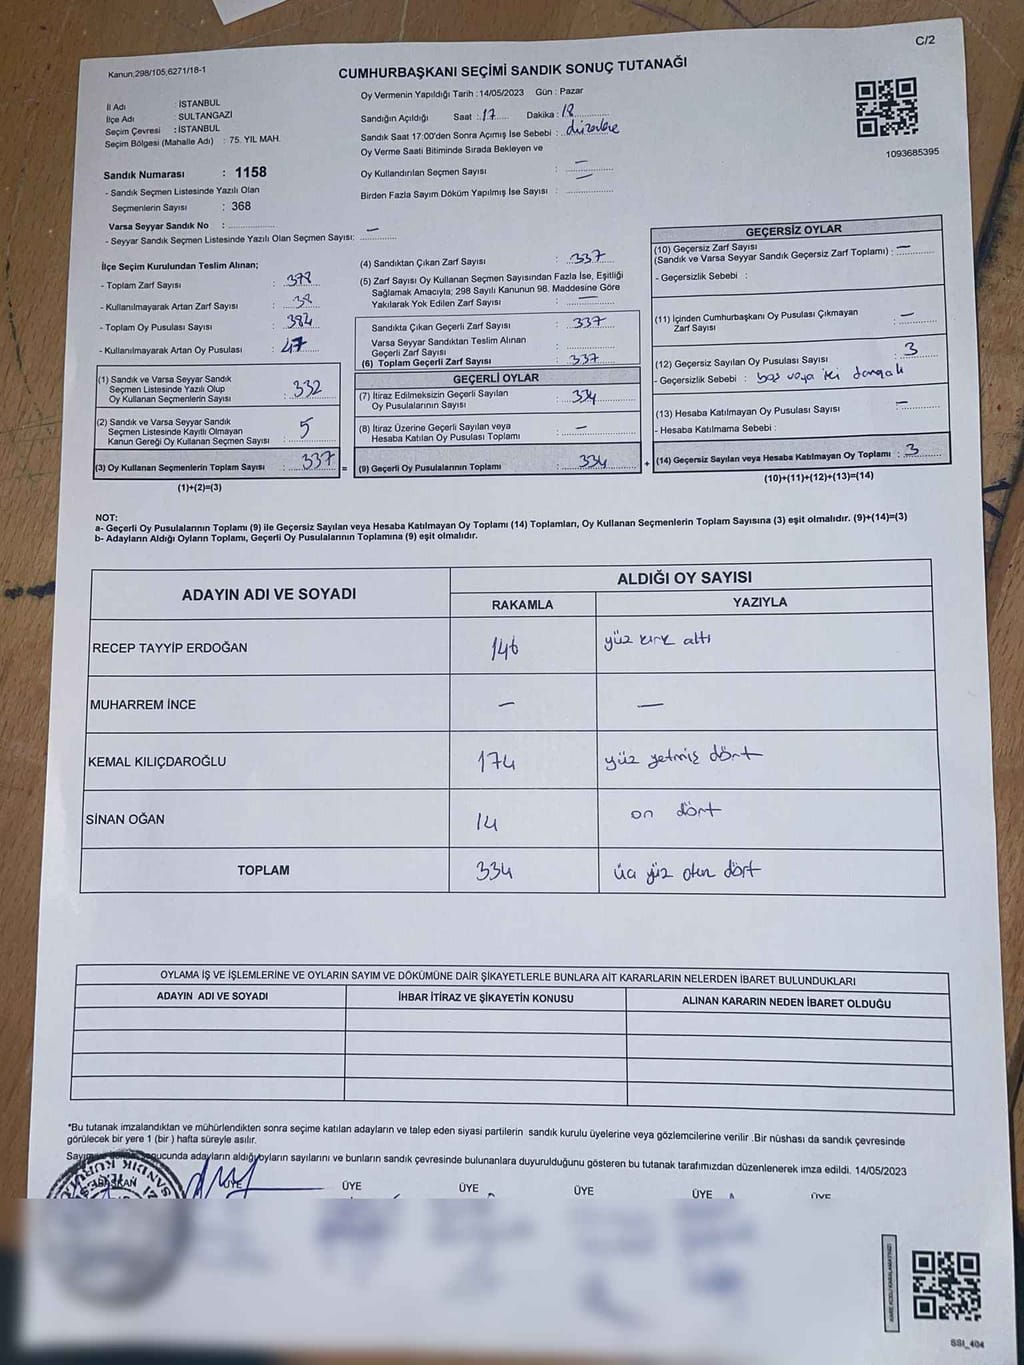 C/2
Kanun,298/105,6271/18-1
CUMHURBAŞKANI SEÇİMİ SANDIK SONUÇ TUTANAĞI
İl Adı : İSTANBUL
İlçe Adı : SULTANGAZİ
Seçim Çevresi : İSTANBUL
Seçim Bölgesi (Mahalle Adı) : 75. YIL MAH.
Oy Vermenin Yapıldığı Tarih : 14/05/2023 Gün : Pazar
Sandığın Açıldığı Saat : 17 Dakika : 18
Sandık Saat 17:00'den Sonra Açımış İse Sebebi :
Oy Verme Saati Bitiminde Sırada Bekleyen ve
Oy Kullandırılan Seçmen Sayısı : —
Birden Fazla Sayım Döküm Yapılmış İse Sayısı : —
1093685395
Sandık Numarası : 1158
- Sandık Seçmen Listesinde Yazılı Olan
Seçmenlerin Sayısı : 368
Varsa Seyyar Sandık No :
- Seyyar Sandık Seçmen Listesinde Yazılı Olan Seçmen Sayısı: —
İlçe Seçim Kurulundan Teslim Alınan;
- Toplam Zarf Sayısı : 378
- Kullanılmayarak Artan Zarf Sayısı :
- Toplam Oy Pusulası Sayısı : 384
- Kullanılmayarak Artan Oy Pusulası : 47
(1) Sandık ve Varsa Seyyar Sandık
Seçmen Listesinde Yazılı Olup
Oy Kullanan Seçmenlerin Sayısı : 332
(2) Sandık ve Varsa Seyyar Sandık
Seçmen Listesinde Kayıtlı Olmayan
Kanun Gereği Oy Kullanan Seçmen Sayısı : 5
(3) Oy Kullanan Seçmenlerin Toplam Sayısı : 337 =
(1)+(2)=(3)
(4) Sandıktan Çıkan Zarf Sayısı : 337
(5) Zarf Sayısı Oy Kullanan Seçmen Sayısından Fazla İse, Eşitliği
Sağlamak Amacıyla; 298 Sayılı Kanunun 98. Maddesine Göre
Yakılarak Yok Edilen Zarf Sayısı : —
Sandıkta Çıkan Geçerli Zarf Sayısı : 337
Varsa Seyyar Sandıktan Teslim Alınan
Geçerli Zarf Sayısı :
(6) Toplam Geçerli Zarf Sayısı : 337
GEÇERLİ OYLAR
(7) İtiraz Edilmeksizin Geçerli Sayılan
Oy Pusulalarının Sayısı : 334
(8) İtiraz Üzerine Geçerli Sayılan veya
Hesaba Katılan Oy Pusulası Toplamı : —
(9) Geçerli Oy Pusulalarının Toplamı : 334 +
GEÇERSİZ OYLAR
(10) Geçersiz Zarf Sayısı
(Sandık ve Varsa Seyyar Sandık Geçersiz Zarf Toplamı) : —
- Geçersizlik Sebebi :
(11) İçinden Cumhurbaşkanı Oy Pusulası Çıkmayan
Zarf Sayısı : —
(12) Geçersiz Sayılan Oy Pusulası Sayısı : 3
- Geçersizlik Sebebi : boş veya iki damgalı
(13) Hesaba Katılmayan Oy Pusulası Sayısı : —
- Hesaba Katılmama Sebebi :
(14) Geçersiz Sayılan veya Hesaba Katılmayan Oy Toplamı : 3
(10)+(11)+(12)+(13)=(14)
NOT:
a- Geçerli Oy Pusulalarının Toplamı (9) ile Geçersiz Sayılan veya Hesaba Katılmayan Oy Toplamı (14) Toplamları, Oy Kullanan Seçmenlerin Toplam Sayısına (3) eşit olmalıdır. (9)+(14)=(3)
b- Adayların Aldığı Oyların Toplamı, Geçerli Oy Pusulalarının Toplamına (9) eşit olmalıdır.
ADAYIN ADI VE SOYADI ALDIĞI OY SAYISI
RAKAMLA YAZIYLA
RECEP TAYYİP ERDOĞAN 146 yüz kırk altı
MUHARREM İNCE — —
KEMAL KILIÇDAROĞLU 174 yüz yetmiş dört
SİNAN OĞAN 14 on dört
TOPLAM 334 üç yüz otuz dört
OYLAMA İŞ VE İŞLEMLERİNE VE OYLARIN SAYIM VE DÖKÜMÜNE DAİR ŞİKAYETLERLE BUNLARA AİT KARARLARIN NELERDEN İBARET BULUNDUKLARI
ADAYIN ADI VE SOYADI İHBAR İTİRAZ VE ŞİKAYETİN KONUSU ALINAN KARARIN NEDEN İBARET OLDUĞU
*Bu tutanak imzalandıktan ve mühürlendikten sonra seçime katılan adayların ve talep eden siyasi partilerin sandık kurulu üyelerine veya gözlemcilerine verilir .Bir nüshası da sandık çevresinde
görülecek bir yere 1 (bir ) hafta süreyle asılır.
Sayım sonucunda adayların aldığı oyların sayılarını ve bunların sandık çevresinde bulunanlara duyurulduğunu gösteren bu tutanak tarafımızdan düzenlenerek imza edildi. 14/05/2023
BAŞKAN ÜYE ÜYE ÜYE ÜYE ÜYE ÜYE
SANDIK KURULU
SSI_404